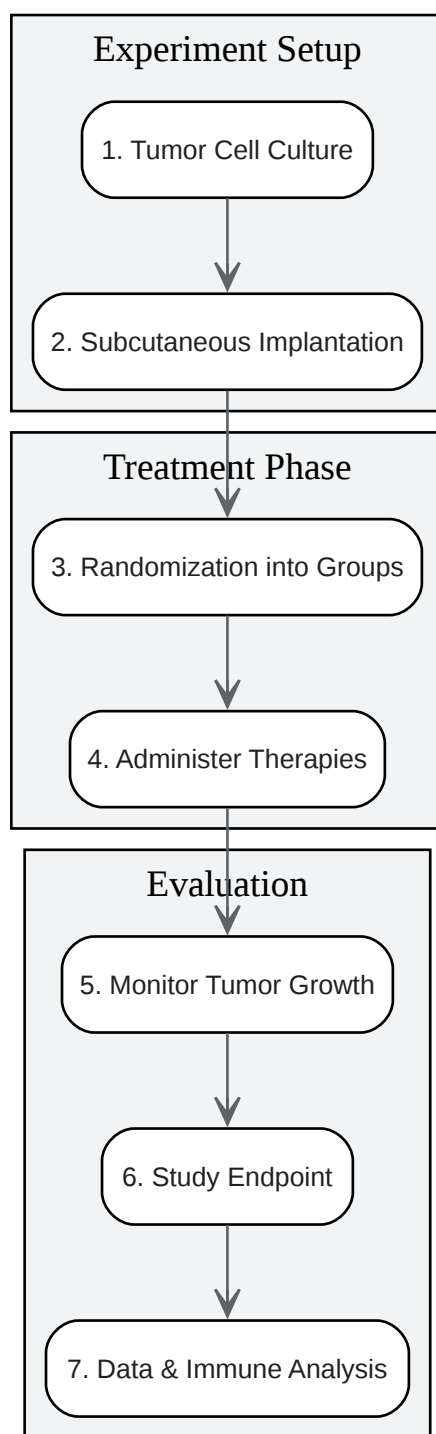 Experiment Setup
1. Tumor Cell Culture
2. Subcutaneous Implantation
Treatment Phase
3. Randomization into Groups
4. Administer Therapies
Evaluation
5. Monitor Tumor Growth
6. Study Endpoint
7. Data & Immune Analysis